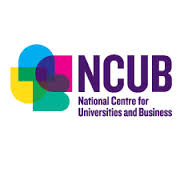 NCUB
National Centre for
Universities and Business